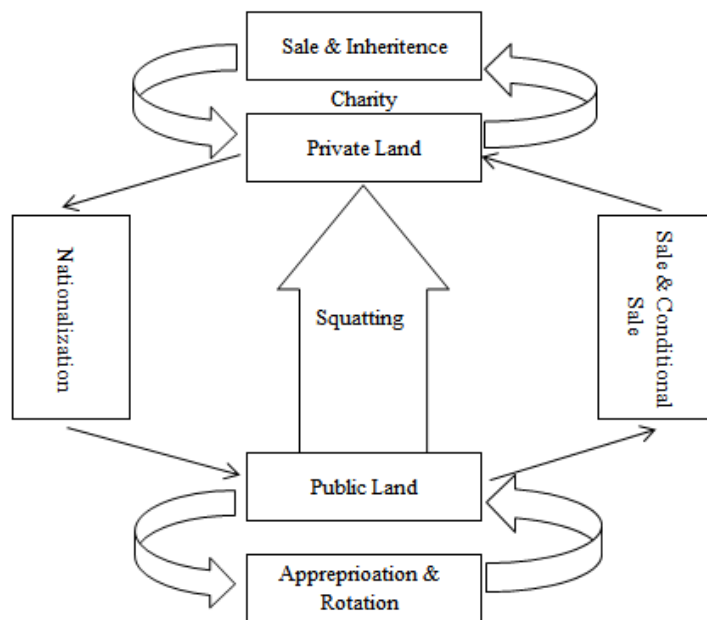 Sale & Inheritence
Charity
Private Land
Nationalization
Squatting
Sale & Conditional
Sale
Public Land
Appreprioation &
Rotation